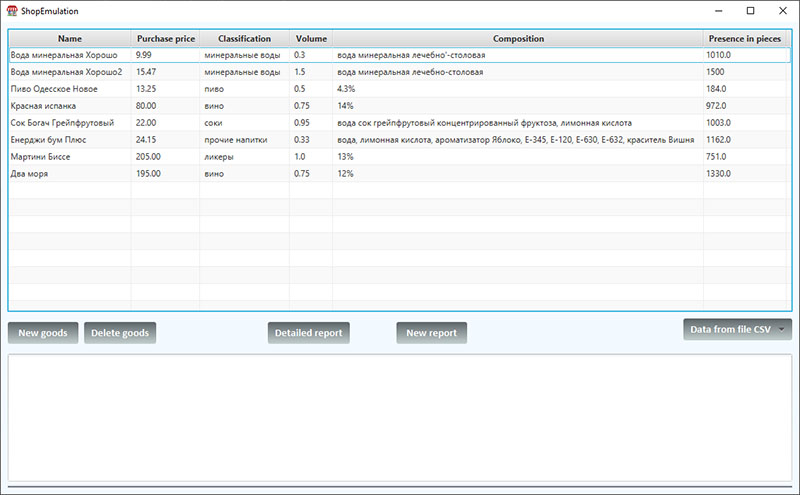 ShopEmulation
Name Purchase price Classification Volume Composition Presence in pieces
Вода минеральная Хорошо 9.99 минеральные воды 0.3 вода минеральная лечебно'-столовая 1010.0
Вода минеральная Хорошо2 15.47 минеральные воды 1.5 вода минеральная лечебно-столовая 1500
Пиво Одесское Новое 13.25 пиво 0.5 4.3% 184.0
Красная испанка 80.00 вино 0.75 14% 972.0
Сок Богач Грейпфрутовый 22.00 соки 0.95 вода сок грейпфрутовый концентрированный фруктоза, лимонная кислота 1003.0
Енерджи бум Плюс 24.15 прочие напитки 0.33 вода, лимонная кислота, ароматизатор Яблоко, Е-345, Е-120, Е-630, Е-632, краситель Вишня 1162.0
Мартини Биссе 205.00 ликеры 1.0 13% 751.0
Два моря 195.00 вино 0.75 12% 1330.0
New goods Delete goods Detailed report New report Data from file CSV